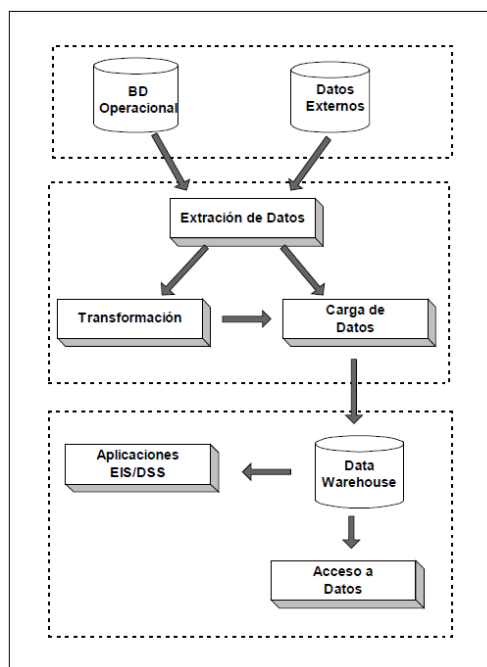 BD
Operacional
Datos
Externos
Extración de Datos
Transformación
Carga de
Datos
Aplicaciones
EIS/DSS
Data
Warehouse
Acceso a
Datos